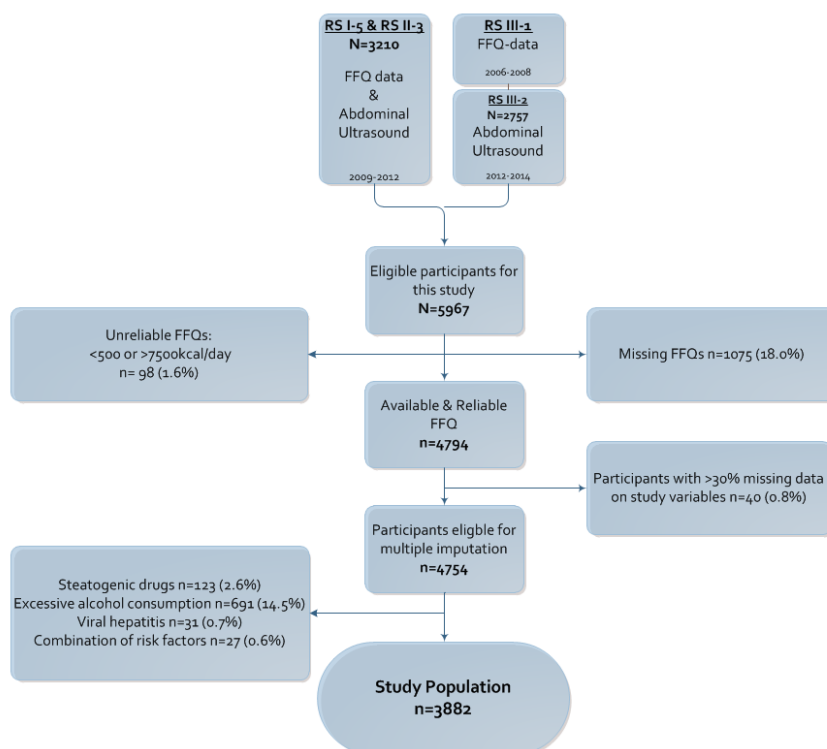 RS I-5 & RS II-3
N=3210
FFQ data
&
Abdominal
Ultrasound
2009-2012
RS III-1
FFQ-data
2006-2008
RS III-2
N=2757
Abdominal
Ultrasound
2012-2014
Eligible participants for
this study
N=5967
Unreliable FFQs:
<500 or >7500kcal/day
n= 98 (1.6%)
Missing FFQs n=1075 (18.0%)
Available & Reliable
FFQ
n=4794
Participants with >30% missing data
on study variables n=40 (0.8%)
Participants eligble for
multiple imputation
n=4754
Steatogenic drugs n=123 (2.6%)
Excessive alcohol consumption n=691 (14.5%)
Viral hepatitis n=31 (0.7%)
Combination of risk factors n=27 (0.6%)
Study Population
n=3882